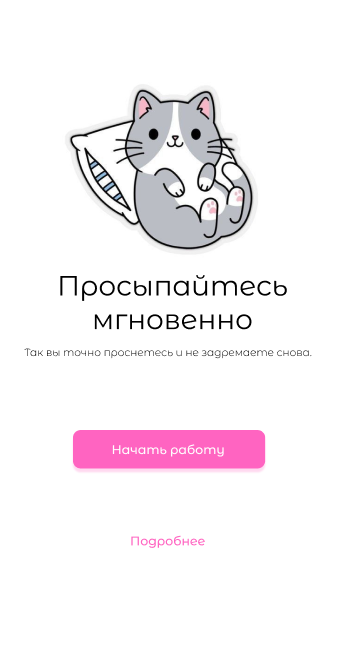 Просыпайтесь
мгновенно
Так вы точно проснетесь и не задремаете снова.
Начать работу
Подробнее